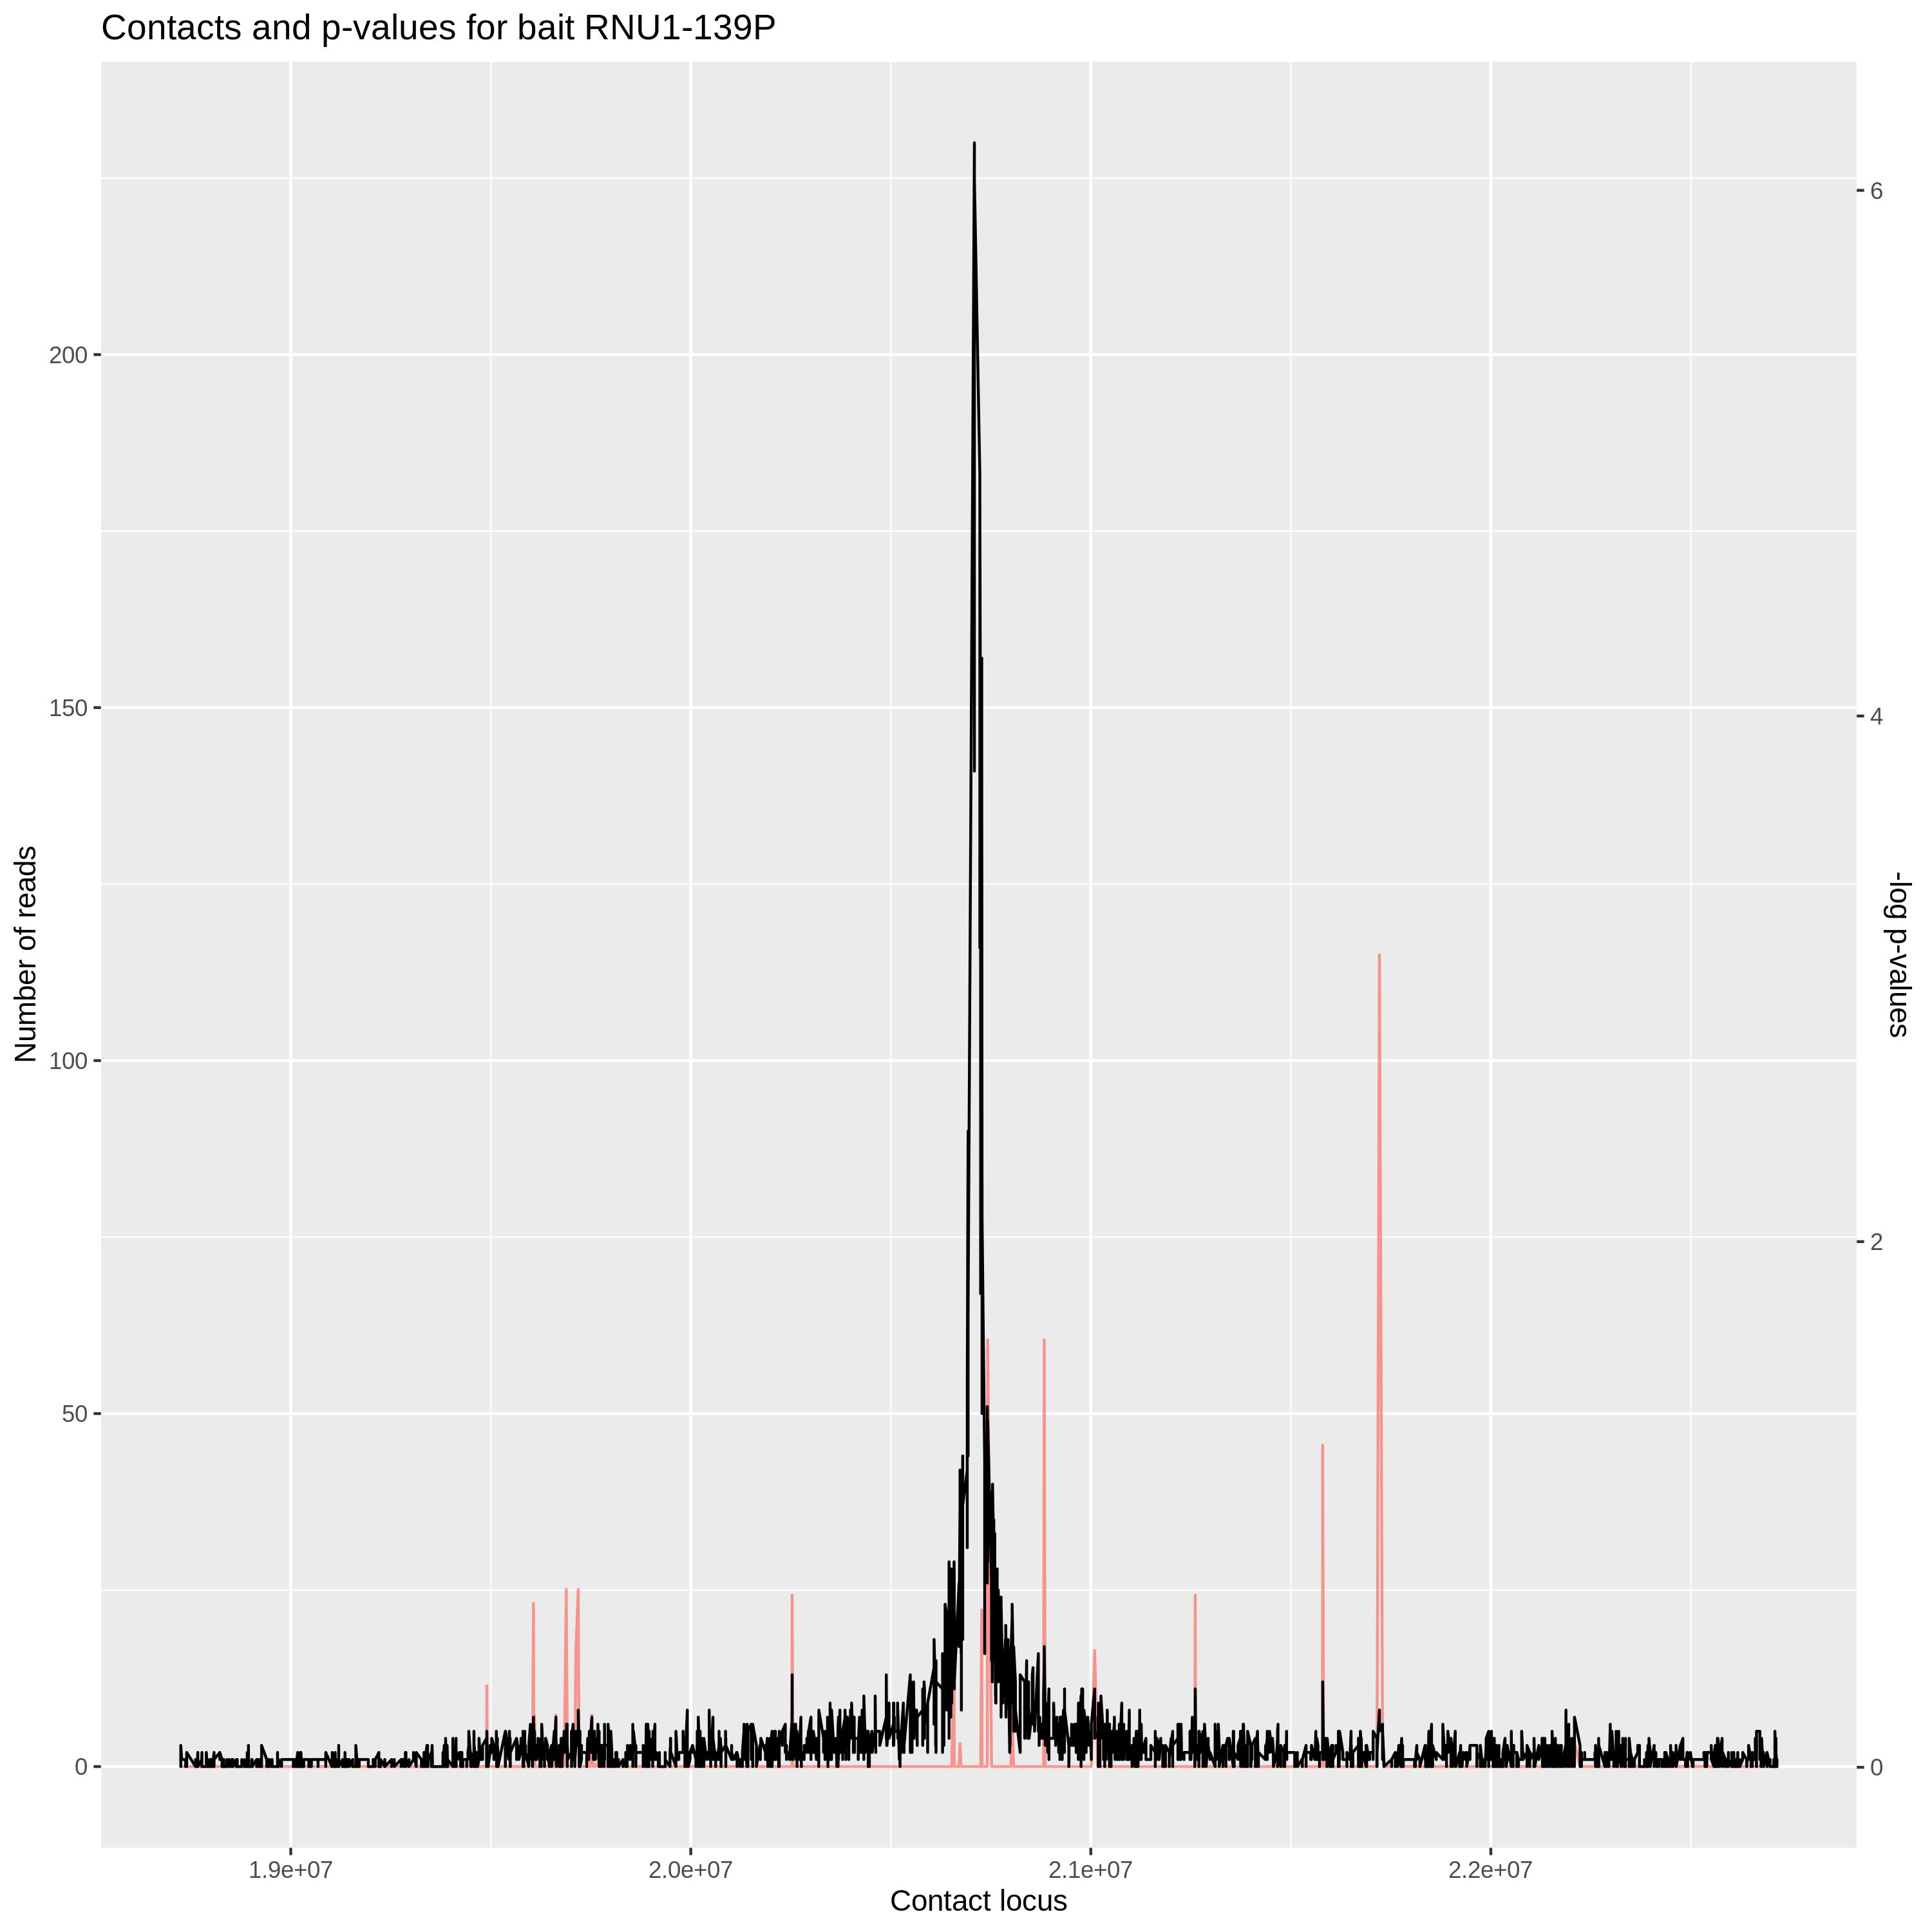 Contacts and p-values for bait RNU1-139P
Number of reads
200
150
100
50
0
6
4
2
0
-log p-values
1.9e+07
2.0e+07
2.1e+07
2.2e+07
Contact locus